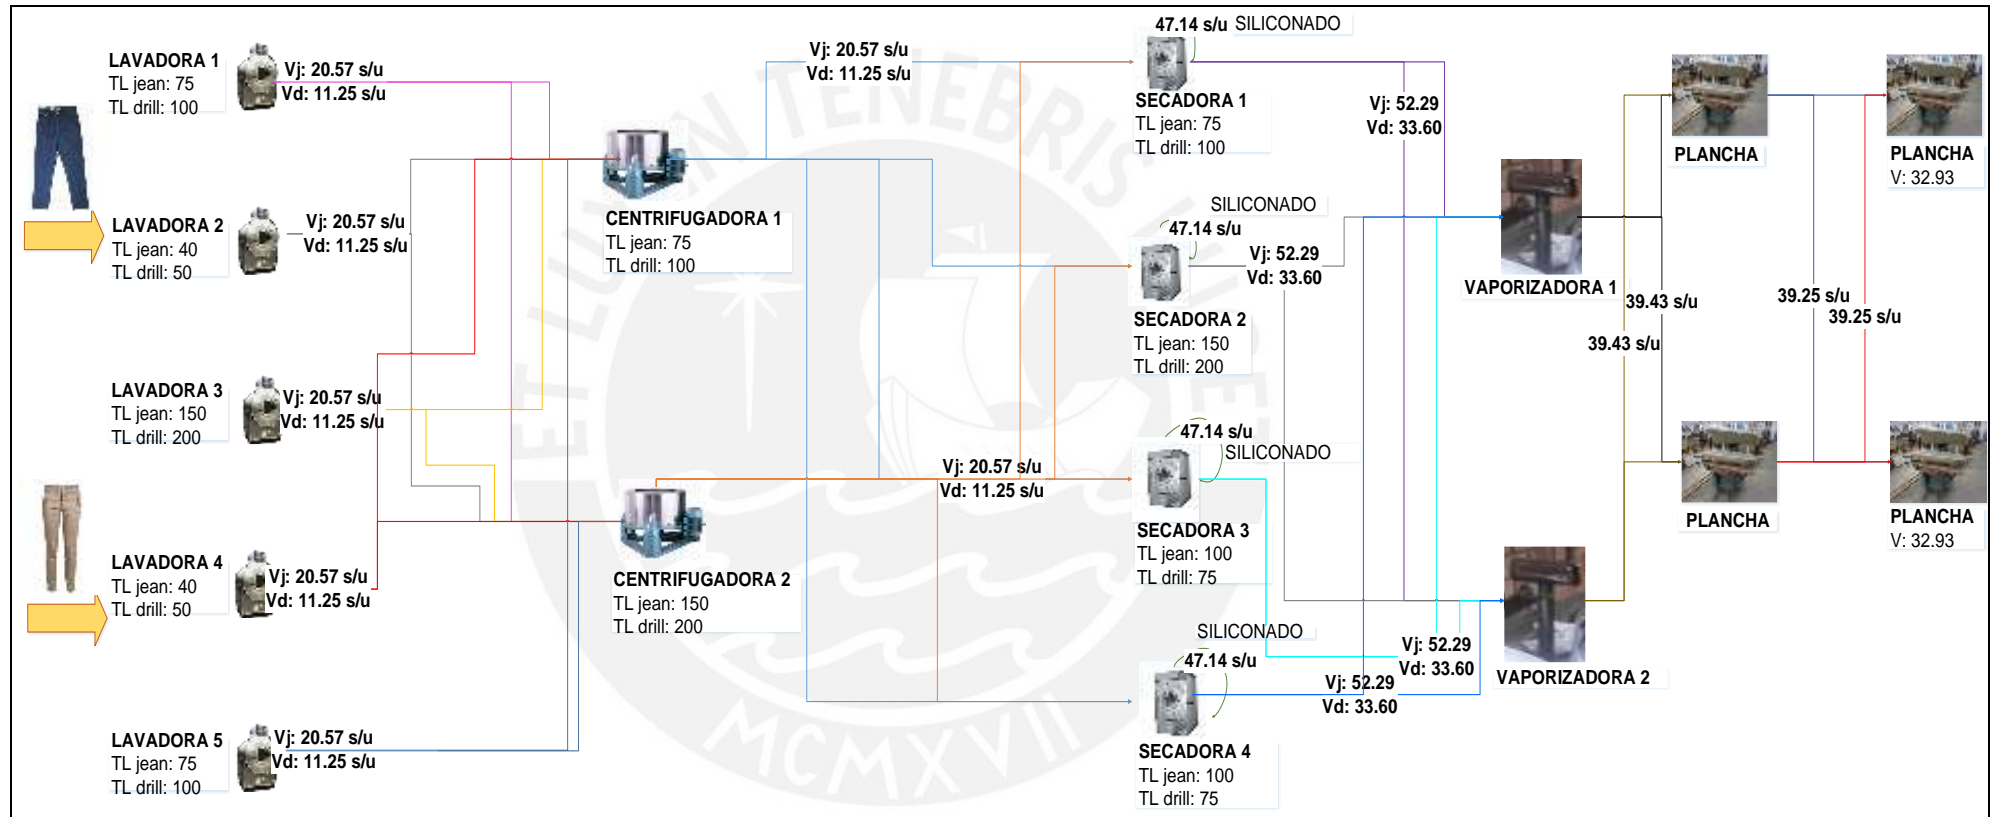 LAVADORA 1
TL jean: 75
TL drill: 100
Vj: 20.57 s/u
Vd: 11.25 s/u
LAVADORA 2
TL jean: 40
TL drill: 50
Vj: 20.57 s/u
Vd: 11.25 s/u
LAVADORA 3
TL jean: 150
TL drill: 200
Vj: 20.57 s/u
Vd: 11.25 s/u
LAVADORA 4
TL jean: 40
TL drill: 50
Vj: 20.57 s/u
Vd: 11.25 s/u
LAVADORA 5
TL jean: 75
TL drill: 100
Vj: 20.57 s/u
Vd: 11.25 s/u
CENTRIFUGADORA 1
TL jean: 75
TL drill: 100
Vj: 20.57 s/u
Vd: 11.25 s/u
CENTRIFUGADORA 2
TL jean: 150
TL drill: 200
Vj: 20.57 s/u
Vd: 11.25 s/u
47.14 s/u SILICONADO
SECADORA 1
TL jean: 75
TL drill: 100
Vj: 52.29
Vd: 33.60
SILICONADO
47.14 s/u
SECADORA 2
TL jean: 150
TL drill: 200
Vj: 52.29
Vd: 33.60
47.14 s/u
SILICONADO
SECADORA 3
TL jean: 100
TL drill: 75
Vj: 52.29
Vd: 33.60
SILICONADO
47.14 s/u
SECADORA 4
TL jean: 100
TL drill: 75
Vj: 52.29
Vd: 33.60
VAPORIZADORA 1
39.43 s/u
VAPORIZADORA 2
39.43 s/u
PLANCHA
39.25 s/u
PLANCHA
39.25 s/u
PLANCHA
V: 32.93
PLANCHA
V: 32.93
MCMXVII